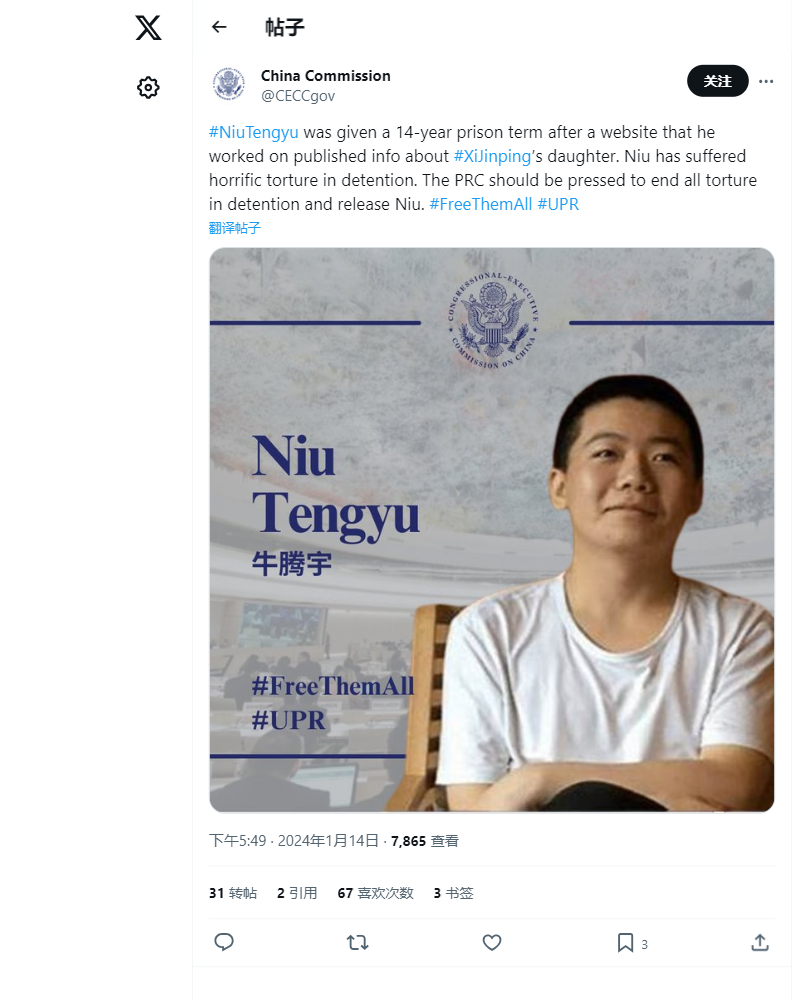 帖子
China Commission
@CECCgov
关注
#NiuTengyu was given a 14-year prison term after a website that he
worked on published info about #XiJinping's daughter. Niu has suffered
horrific torture in detention. The PRC should be pressed to end all torture
in detention and release Niu. #FreeThemAll #UPR
翻译帖子
CONGRESSIONAL-EXECUTIVE
COMMISSION ON CHINA
Niu
Tengyu
牛腾宇
#FreeThemAll
#UPR
下午5:49 · 2024年1月14日 · 7,865 查看
31 转帖 2 引用 67 喜欢次数 3 书签
3